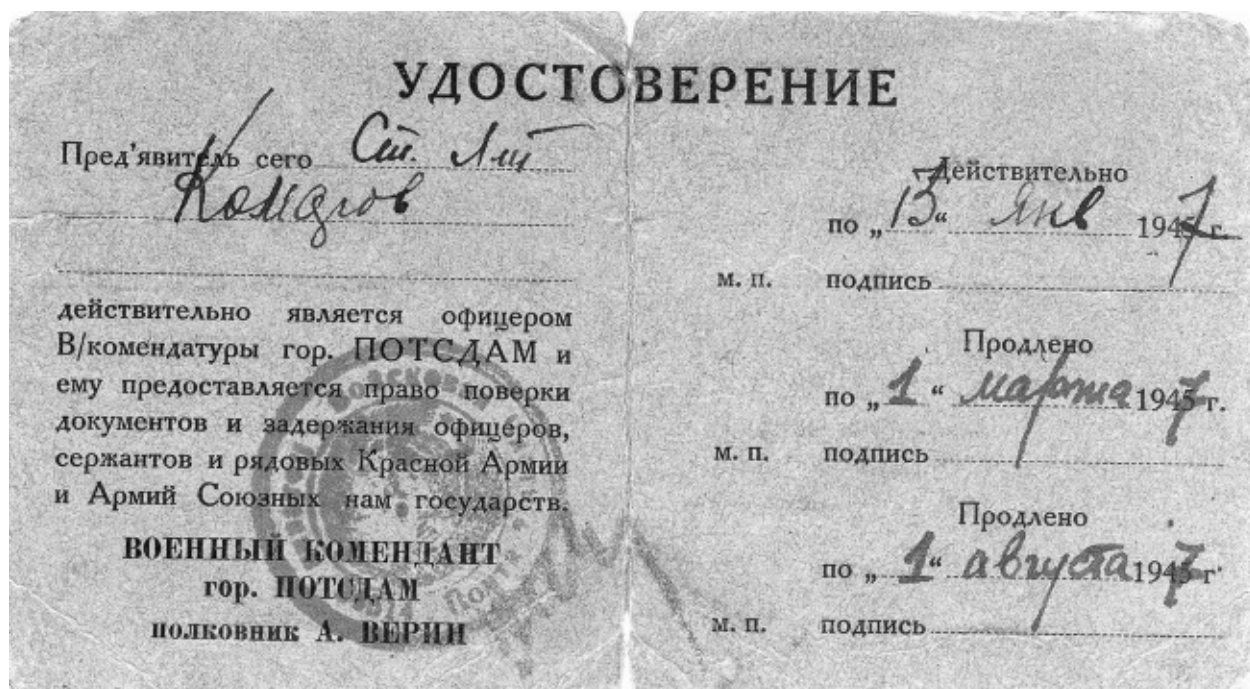 УДОСТОВЕРЕНИЕ
Пред'явитель сего Ст. Л-т
Комаров
действительно является офицером
В/комендатуры гор. ПОТСДАМ и
ему предоставляется право поверки
документов и задержания офицеров,
сержантов и рядовых Красной Армии
и Армий Союзных нам государств.
ВОЕННЫЙ КОМЕНДАНТ
гор. ПОТСДАМ
полковник А. ВЕРИН
Действительно
по „13“ янв 1947 г.
м. п. подпись
Продлено
по „1“ марта 1947 г.
м. п. подпись
Продлено
по „1“ августа 1947 г.
м. п. подпись